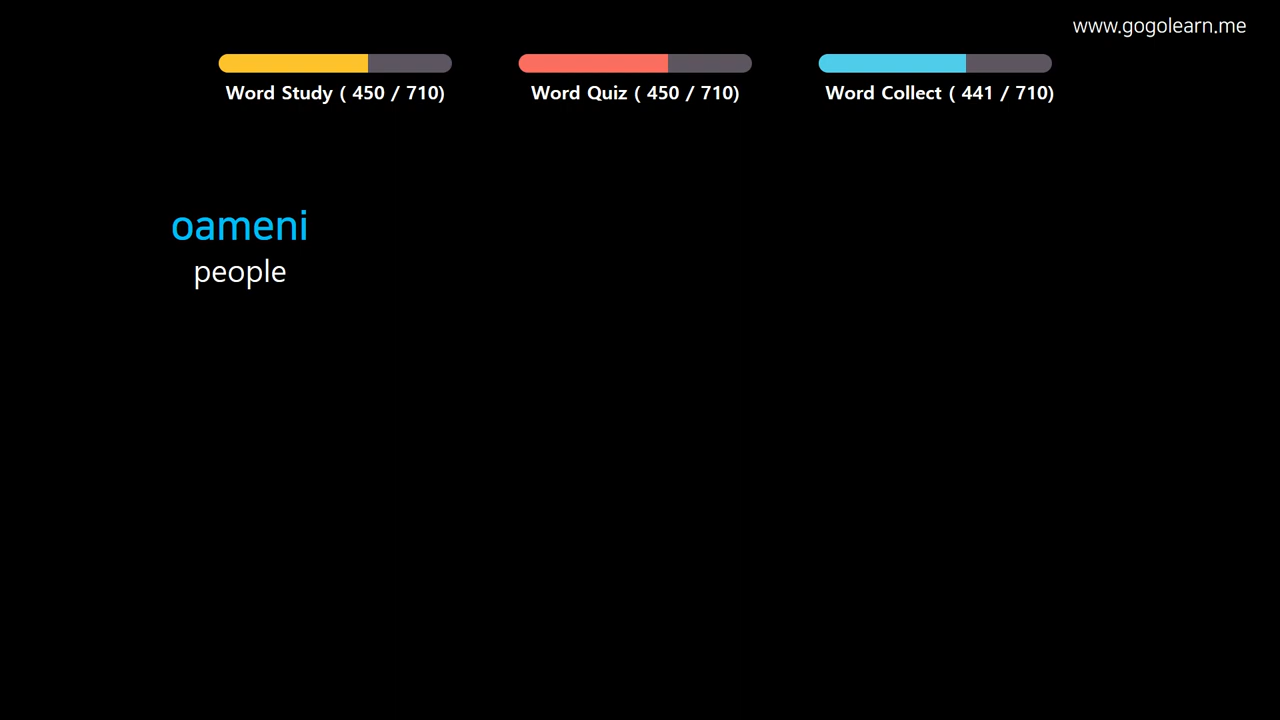 www.gogolearn.me
Word Study ( 450 / 710)
Word Quiz ( 450 / 710)
Word Collect ( 441 / 710)
oameni
people